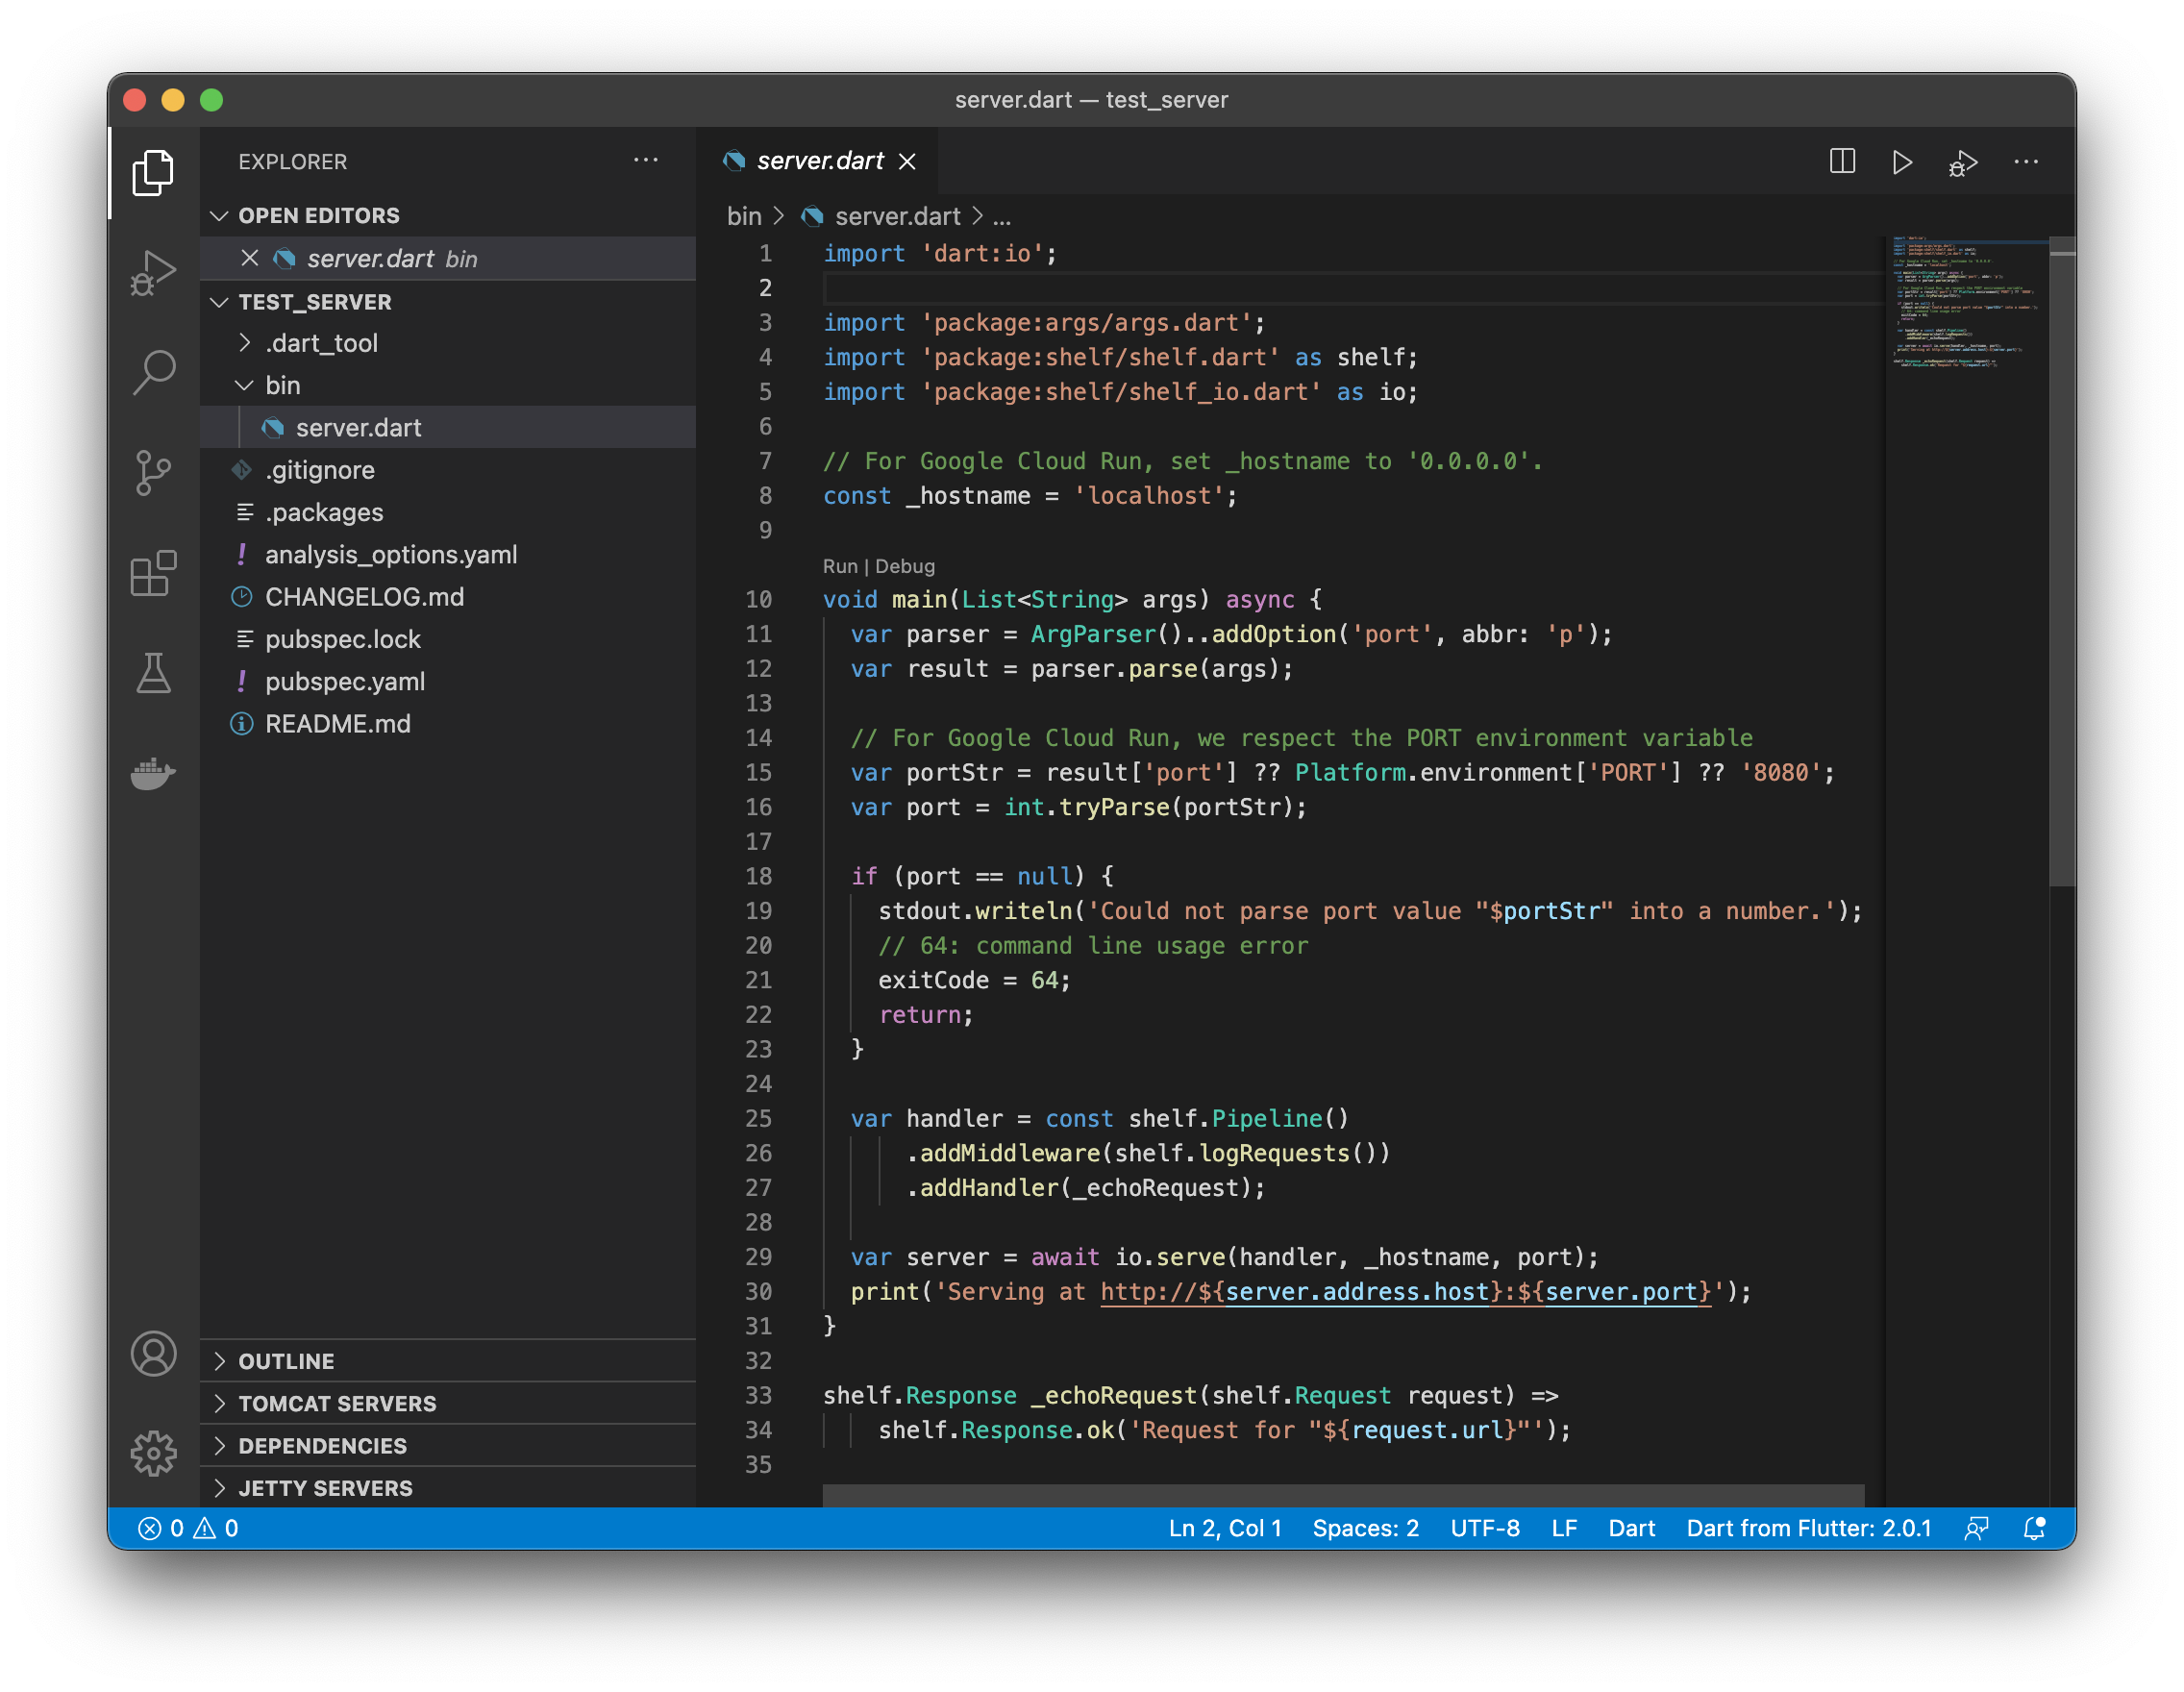 server.dart — test_server
EXPLORER
OPEN EDITORS
server.dart bin
TEST_SERVER
.dart_tool
bin
server.dart
.gitignore
.packages
analysis_options.yaml
CHANGELOG.md
pubspec.lock
pubspec.yaml
README.md
OUTLINE
TOMCAT SERVERS
DEPENDENCIES
JETTY SERVERS
server.dart
bin > server.dart > ...
1 import 'dart:io';
2
3 import 'package:args/args.dart';
4 import 'package:shelf/shelf.dart' as shelf;
5 import 'package:shelf/shelf_io.dart' as io;
6
7 // For Google Cloud Run, set _hostname to '0.0.0.0'.
8 const _hostname = 'localhost';
9
Run | Debug
10 void main(List<String> args) async {
11 var parser = ArgParser()..addOption('port', abbr: 'p');
12 var result = parser.parse(args);
13
14 // For Google Cloud Run, we respect the PORT environment variable
15 var portStr = result['port'] ?? Platform.environment['PORT'] ?? '8080';
16 var port = int.tryParse(portStr);
17
18 if (port == null) {
19 stdout.writeln('Could not parse port value "$portStr" into a number.');
20 // 64: command line usage error
21 exitCode = 64;
22 return;
23 }
24
25 var handler = const shelf.Pipeline()
26 .addMiddleware(shelf.logRequests())
27 .addHandler(_echoRequest);
28
29 var server = await io.serve(handler, _hostname, port);
30 print('Serving at http://${server.address.host}:${server.port}');
31 }
32
33 shelf.Response _echoRequest(shelf.Request request) =>
34 shelf.Response.ok('Request for "${request.url}"');
35
0 0 Ln 2, Col 1 Spaces: 2 UTF-8 LF Dart Dart from Flutter: 2.0.1